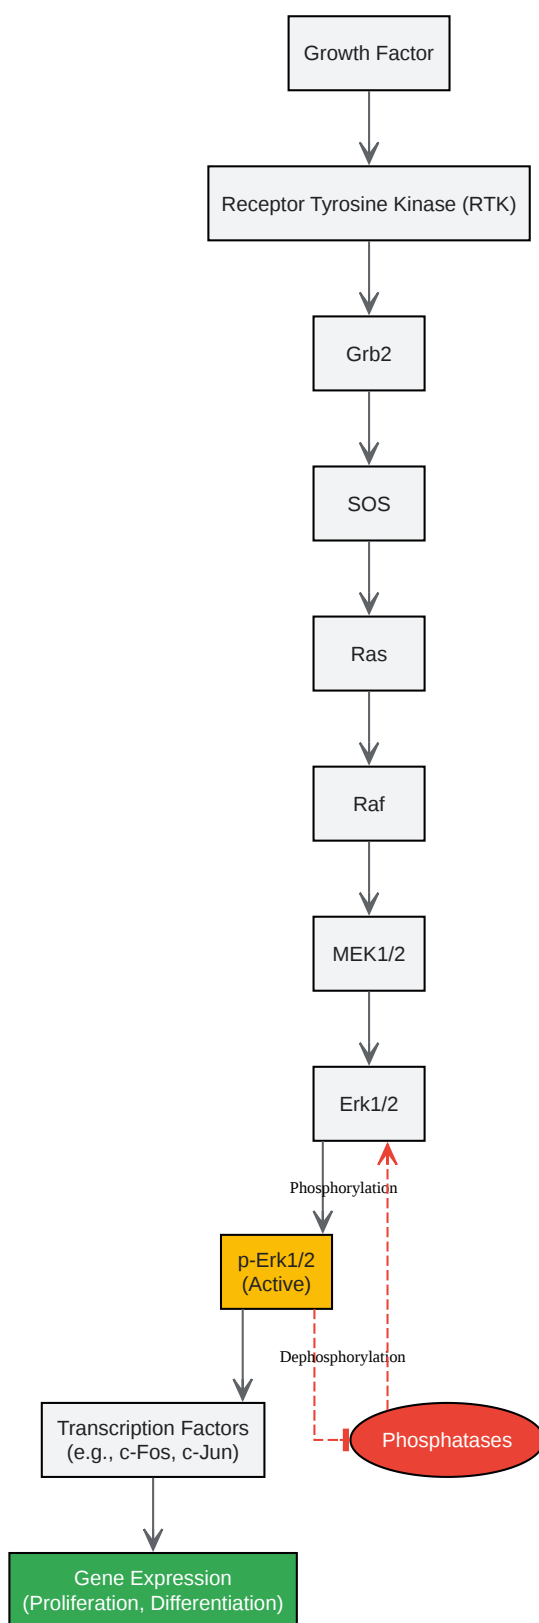 Growth Factor
Receptor Tyrosine Kinase (RTK)
Grb2
SOS
Ras
Raf
MEK1/2
Erk1/2
Phosphorylation
p-Erk1/2
(Active)
Dephosphorylation
Transcription Factors
(e.g., c-Fos, c-Jun)
Phosphatases
Gene Expression
(Proliferation, Differentiation)